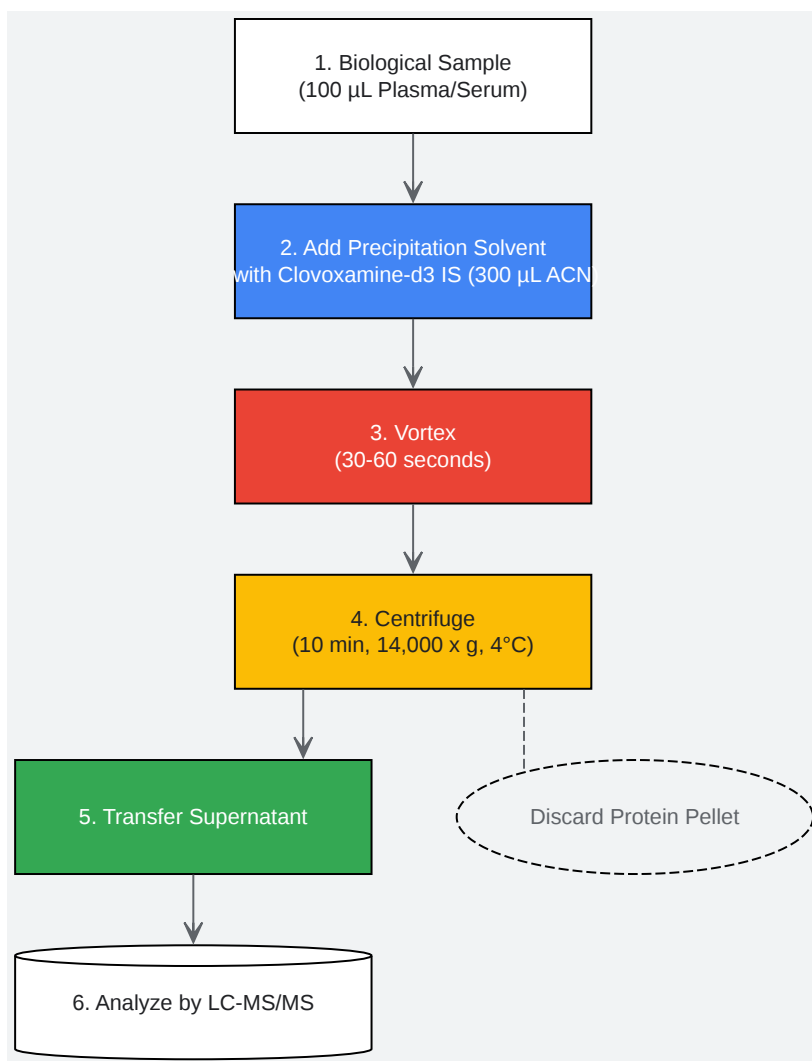 1. Biological Sample
(100 µL Plasma/Serum)
2. Add Precipitation Solvent
with Clovoxamine-d3 IS (300 µL ACN)
3. Vortex
(30-60 seconds)
4. Centrifuge
(10 min, 14,000 x g, 4°C)
5. Transfer Supernatant
Discard Protein Pellet
6. Analyze by LC-MS/MS